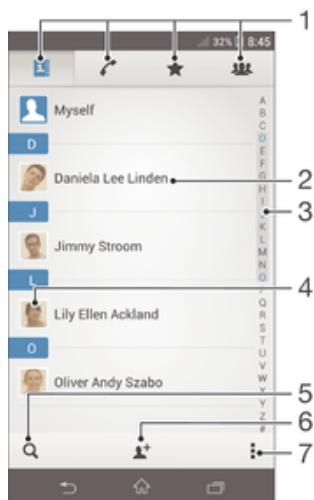 1
32% 8:45
Myself
D
Daniela Lee Linden
2
J
Jimmy Stroom
3
L
4
Lily Ellen Ackland
O
Oliver Andy Szabo
A
B
C
D
E
F
G
H
I
K
L
M
N
O
Q
R
S
T
U
V
W
X
Y
Z
#
5
6
7